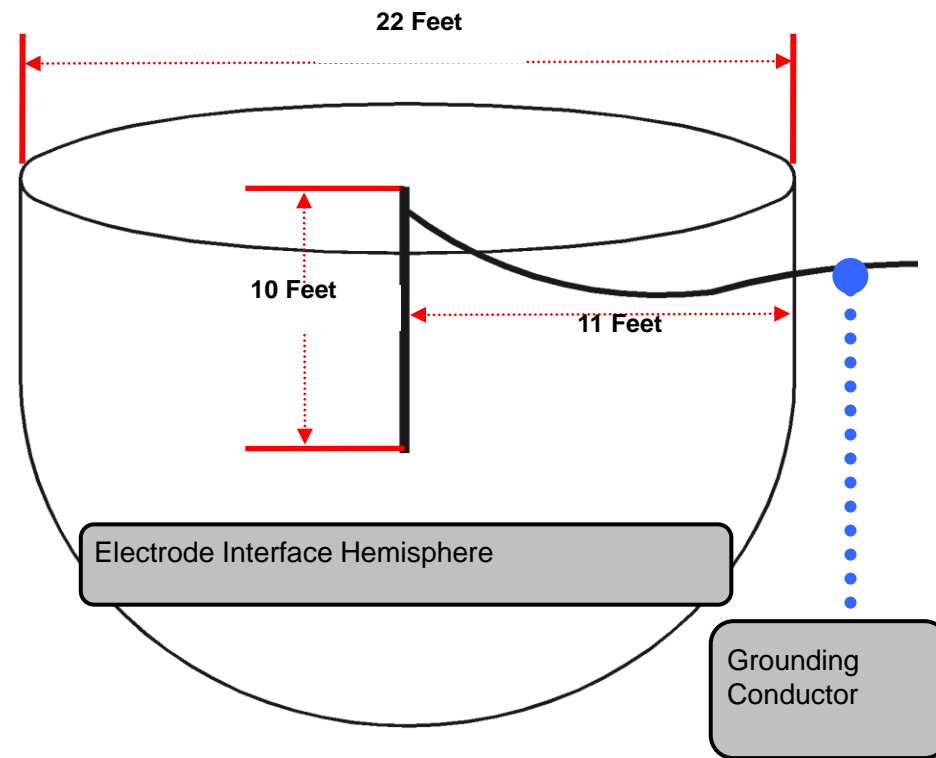 22 Feet
10 Feet
11 Feet
Electrode Interface Hemisphere
Grounding
Conductor